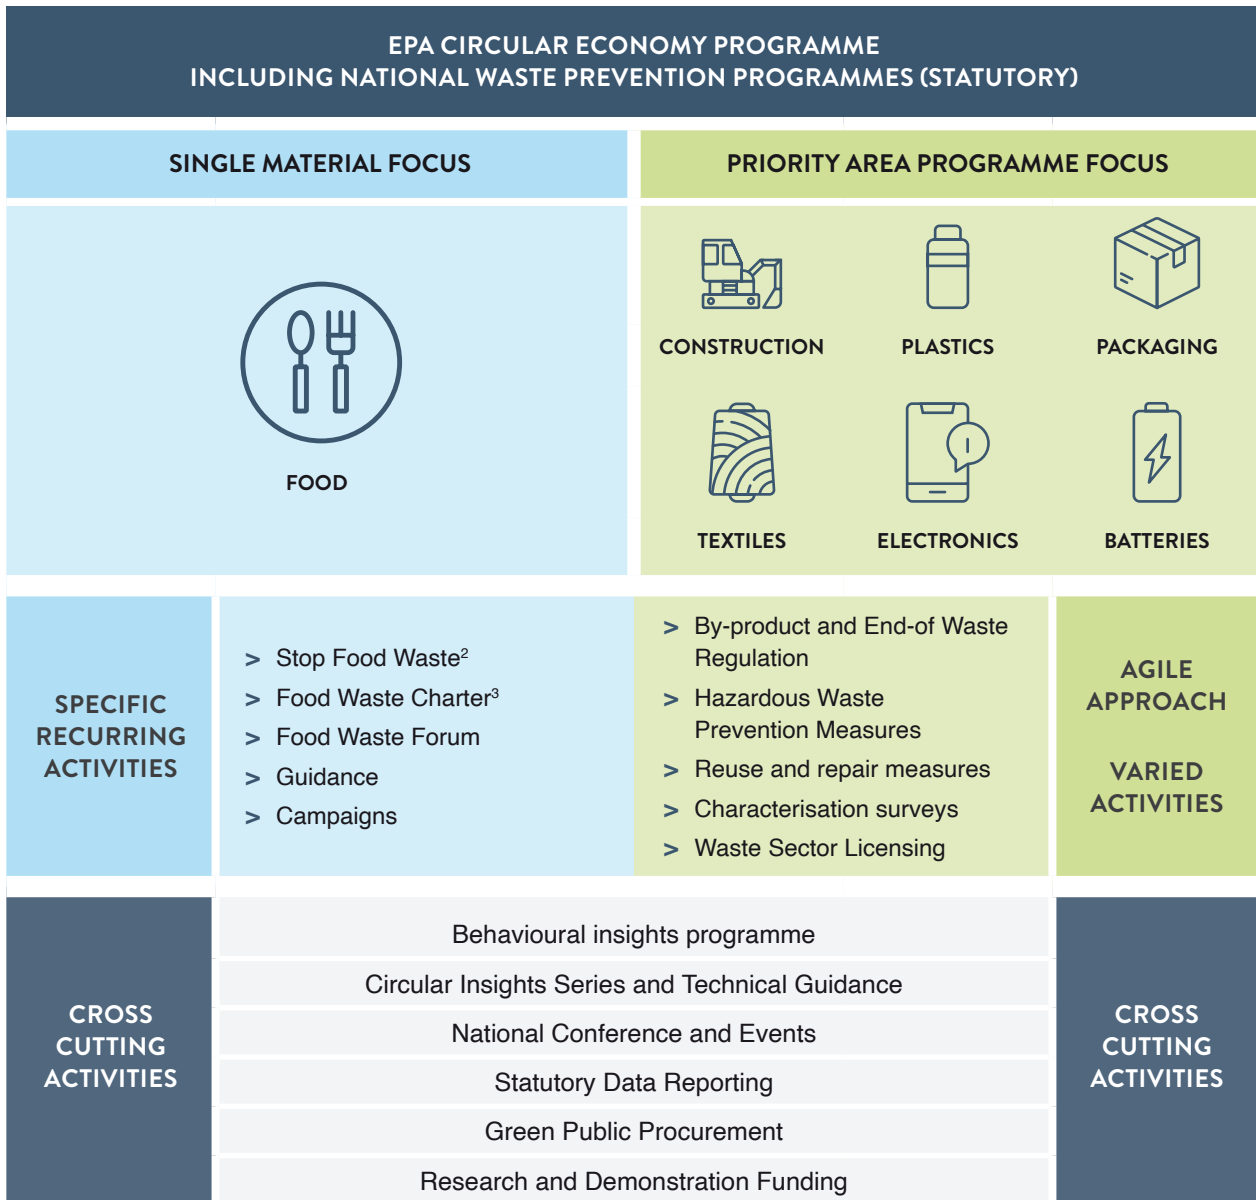 EPA CIRCULAR ECONOMY PROGRAMME
INCLUDING NATIONAL WASTE PREVENTION PROGRAMMES (STATUTORY)
SINGLE MATERIAL FOCUS
PRIORITY AREA PROGRAMME FOCUS
FOOD
CONSTRUCTION
PLASTICS
PACKAGING
TEXTILES
ELECTRONICS
BATTERIES
SPECIFIC
RECURRING
ACTIVITIES
> Stop Food Waste²
> Food Waste Charter³
> Food Waste Forum
> Guidance
> Campaigns
> By-product and End-of Waste
Regulation
> Hazardous Waste
Prevention Measures
> Reuse and repair measures
> Characterisation surveys
> Waste Sector Licensing
AGILE
APPROACH
VARIED
ACTIVITIES
CROSS
CUTTING
ACTIVITIES
Behavioural insights programme
Circular Insights Series and Technical Guidance
National Conference and Events
Statutory Data Reporting
Green Public Procurement
Research and Demonstration Funding
CROSS
CUTTING
ACTIVITIES